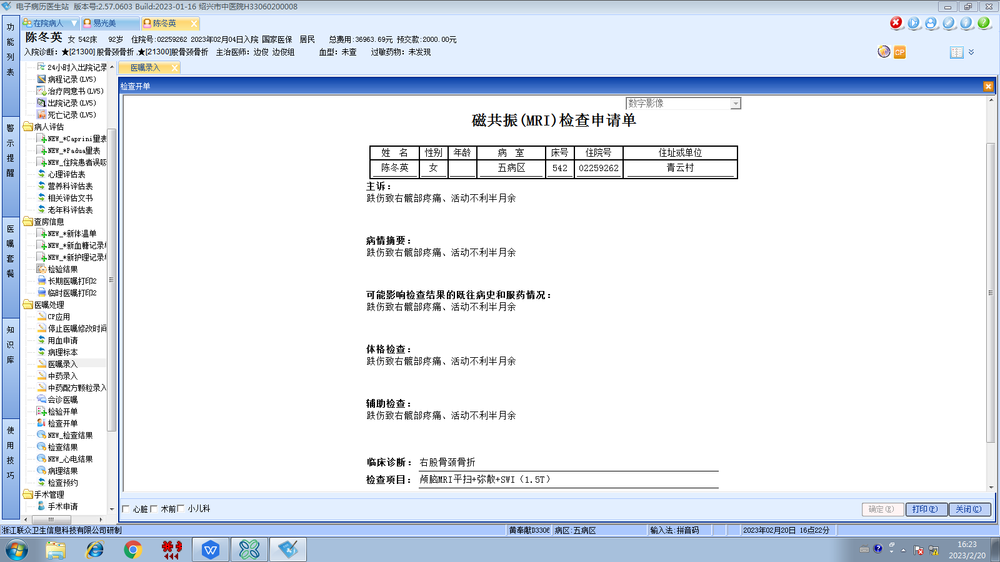 电子病历医生站 版本号:2.57.0603 Build:2023-01-16 绍兴市中医院H33060200008
在院病人
易光美
陈冬英
陈冬英 女 542床 92岁 住院号:02259262 2023年02月04日入院 国家医保 居民 总费用:36963.69元 预交款:2000.00元
入院诊断：★[21300] 股骨颈骨折 ,★[21300]股骨颈骨折 主治医师：边俊 边俊组 血型：未查 过敏药物：未发现
CP
功能列表
警示提醒
医嘱套餐
知识库
使用技巧
24小时入出院记录
病程记录(LV5)
治疗同意书(LV5)
出院记录(LV5)
死亡记录(LV5)
病人评估
NEW_*Caprini量表
NEW_*Padua量表
NEW_住院患者误吸
心理评估表
营养科评估表
相关评估文书
老年科评估表
查房信息
NEW_*新体温单
NEW_*新血糖记录单
NEW_*新护理记录单
检验结果
长期医嘱打印2
临时医嘱打印2
医嘱处理
CP应用
停止医嘱修改时间
用血申请
病理标本
医嘱录入
中药录入
中药配方颗粒录入
会诊医嘱
检验开单
检查开单
NEW_检查结果
检查结果
NEW_心电结果
病理结果
检查预约
手术管理
手术申请
医嘱录入
检查开单
数字影像
磁共振(MRI)检查申请单
姓 名 性别 年龄 病 室 床号 住院号 住址或单位
陈冬英 女 五病区 542 02259262 青云村
主诉：
跌伤致右髋部疼痛、活动不利半月余
病情摘要：
跌伤致右髋部疼痛、活动不利半月余
可能影响检查结果的既往病史和服药情况：
跌伤致右髋部疼痛、活动不利半月余
体格检查：
跌伤致右髋部疼痛、活动不利半月余
辅助检查：
跌伤致右髋部疼痛、活动不利半月余
临床诊断： 右股骨颈骨折
检查项目： 颅脑MRI平扫+弥散+SWI（1.5T）
心脏 术前 小儿科
确定(E) 打印(P) 关闭(C)
浙江联众卫生信息科技有限公司研制 黄奉献D3306 病区:五病区 输入法:拼音码 2023年02月20日 16点22分
16:23
2023/2/20